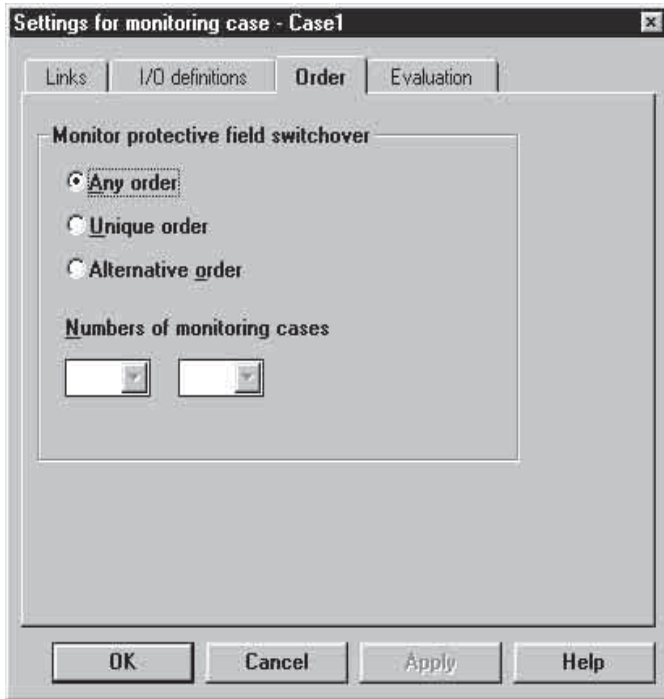 Settings for monitoring case - Case1
Links I/O definitions Order Evaluation
Monitor protective field switchover
Any order
Unique order
Alternative order
Numbers of monitoring cases
OK Cancel Apply Help